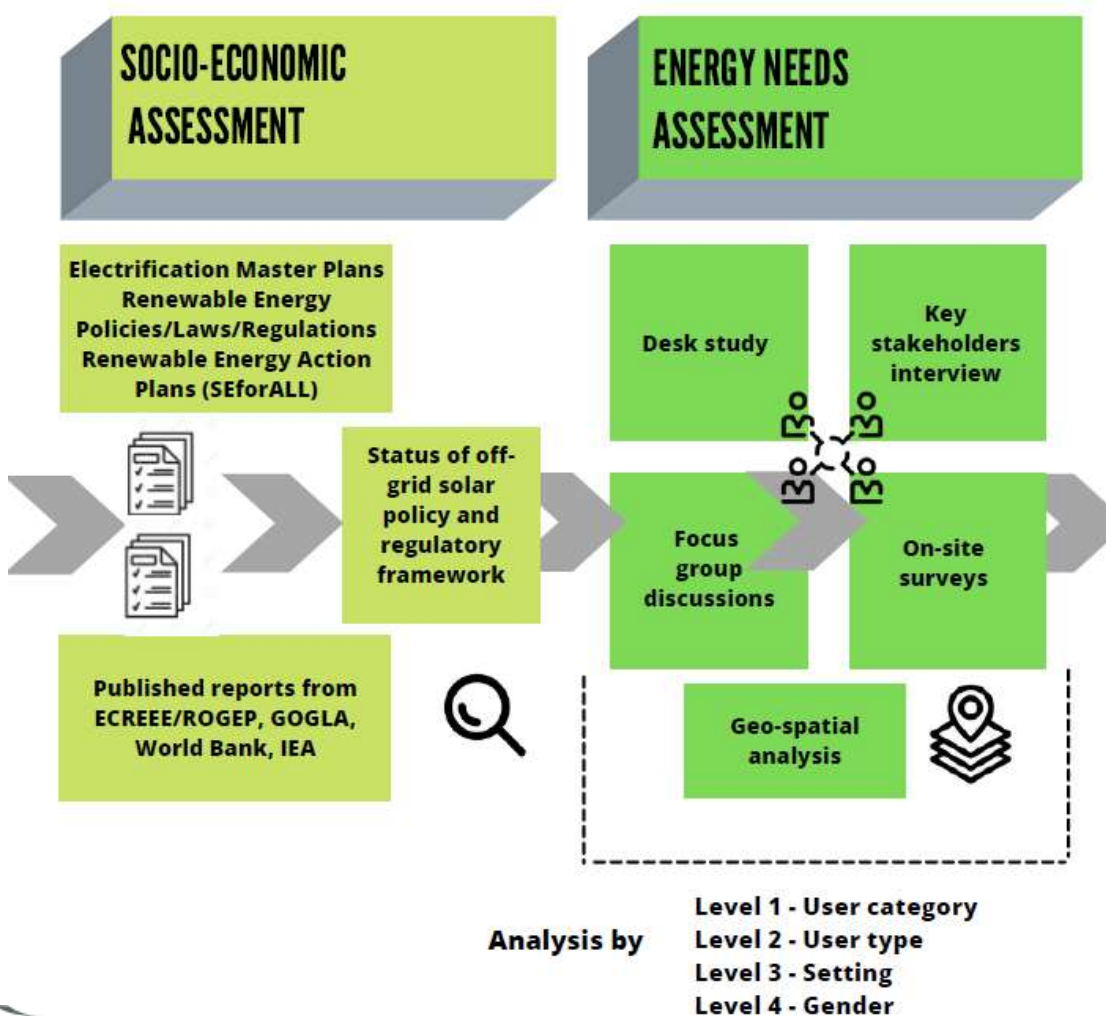 SOCIO-ECONOMIC
ASSESSMENT
Electrification Master Plans
Renewable Energy
Policies/Laws/Regulations
Renewable Energy Action
Plans (SEforALL)
Status of off-
grid solar
policy and
regulatory
framework
Published reports from
ECREEE/ROGEP, GOGLA,
World Bank, IEA
ENERGY NEEDS
ASSESSMENT
Desk study
Key
stakeholders
interview
Focus
group
discussions
On-site
surveys
Geo-spatial
analysis
Analysis by
Level 1 - User category
Level 2 - User type
Level 3 - Setting
Level 4 - Gender